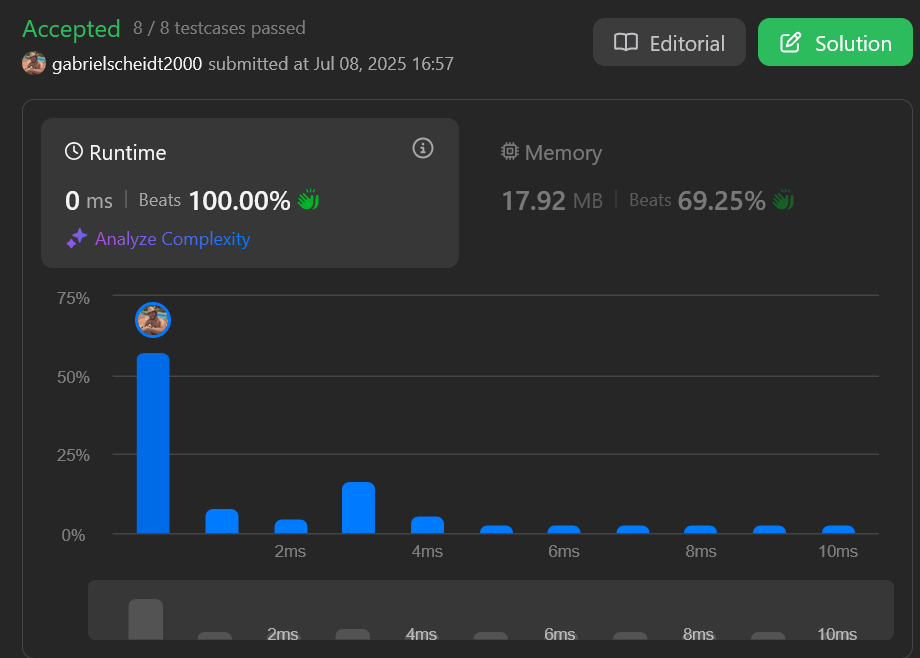 Accepted 8 / 8 testcases passed
Editorial
Solution
gabrielscheidt2000 submitted at Jul 08, 2025 16:57
Runtime
0 ms | Beats 100.00%
Analyze Complexity
Memory
17.92 MB | Beats 69.25%
75%
50%
25%
0%
2ms 4ms 6ms 8ms 10ms
2ms 4ms 6ms 8ms 10ms